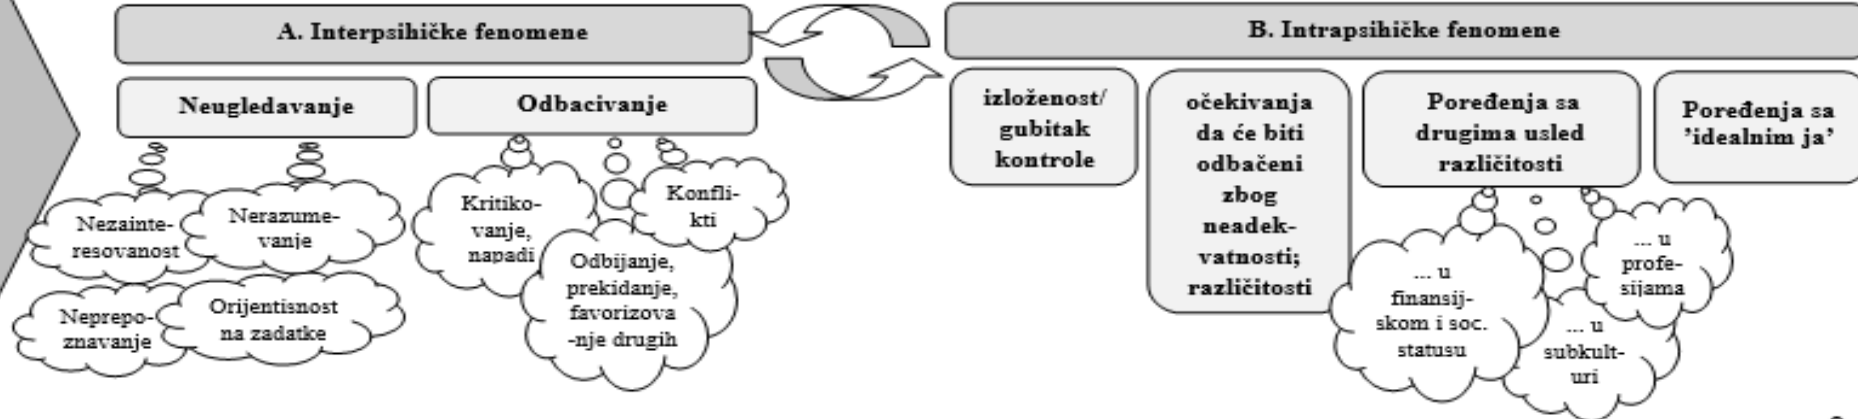 A. Interpsihičke fenomene
B. Intrapsihičke fenomene
Neugledavanje
Odbacivanje
izloženost/
gubitak
kontrole
očekivanja
da će biti
odbačeni
zbog
neadek-
vatnosti;
različitosti
Poređenja sa
drugima usled
različitosti
Poređenja sa
’idealnim ja’
Nezainte-
resovanost
Nerazume-
vanje
Neprepo-
znavanje
Orijentisnost
na zadatke
Kritiko-
vanje,
napadi
Odbijanje,
prekidanje,
favorizova
-nje drugih
Konfli-
kti
... u
finansij-
skom i soc.
statusu
... u
subkult-
uri
... u
profe-
sijama